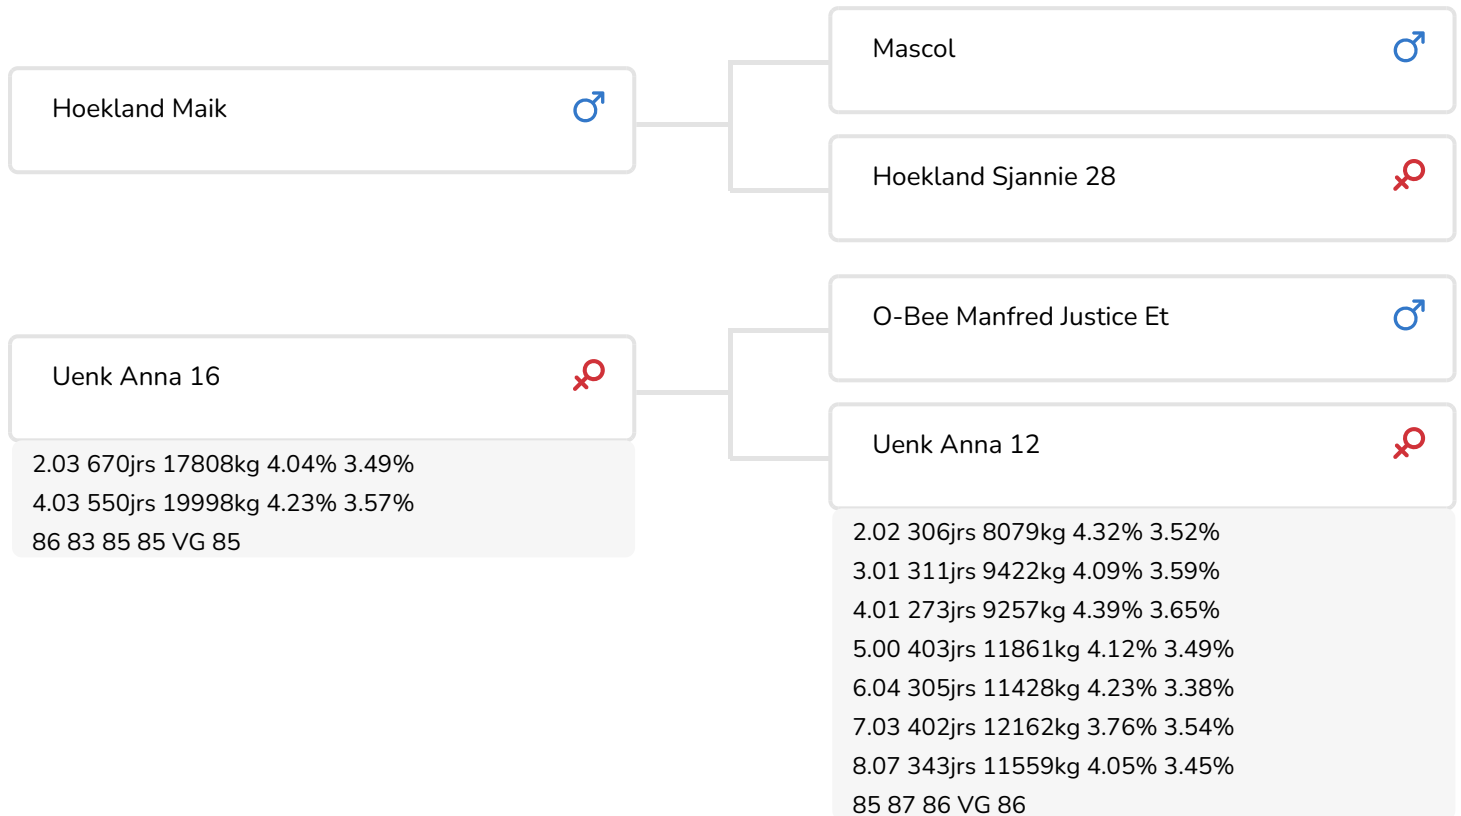 Hoekland Maik
Mascol
Hoekland Sjannie 28
Uenk Anna 16
2.03 670jrs 17808kg 4.04% 3.49%
4.03 550jrs 19998kg 4.23% 3.57%
86 83 85 85 VG 85
O-Bee Manfred Justice Et
Uenk Anna 12
2.02 306jrs 8079kg 4.32% 3.52%
3.01 311jrs 9422kg 4.09% 3.59%
4.01 273jrs 9257kg 4.39% 3.65%
5.00 403jrs 11861kg 4.12% 3.49%
6.04 305jrs 11428kg 4.23% 3.38%
7.03 402jrs 12162kg 3.76% 3.54%
8.07 343jrs 11559kg 4.05% 3.45%
85 87 86 VG 86